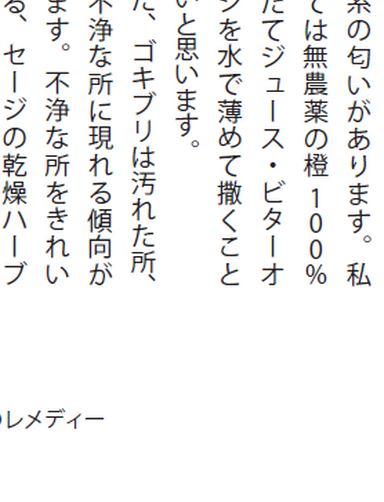 系の匂いがあります。私
ては無農薬の橙100%
たてジュース・ビターオ
ジを水で薄めて撒くこと
いと思います。
た、ゴキブリは汚れた所、
不浄な所に現れる傾向が
ます。不浄な所をきれい
る、セージの乾燥ハーブ
のレメディー